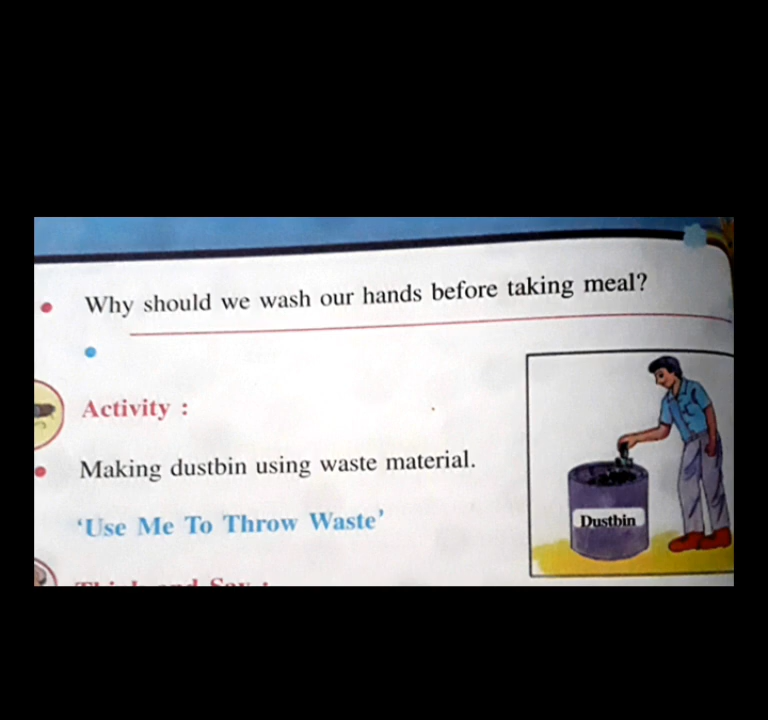 Why should we wash our hands before taking meal?
Activity :
Making dustbin using waste material.
'Use Me To Throw Waste'
Dustbin